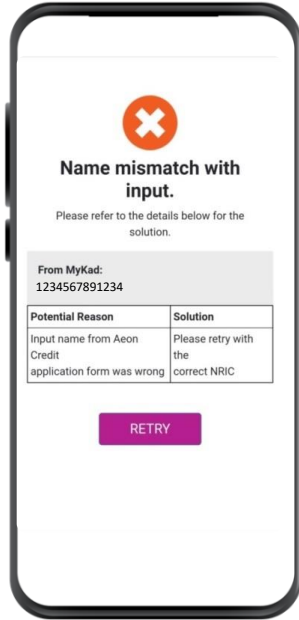 Name mismatch with
input.
Please refer to the details below for the
solution.
From MyKad:
1234567891234
Potential Reason
Solution
Input name from Aeon
Credit
application form was wrong
Please retry with
the
correct NRIC
RETRY